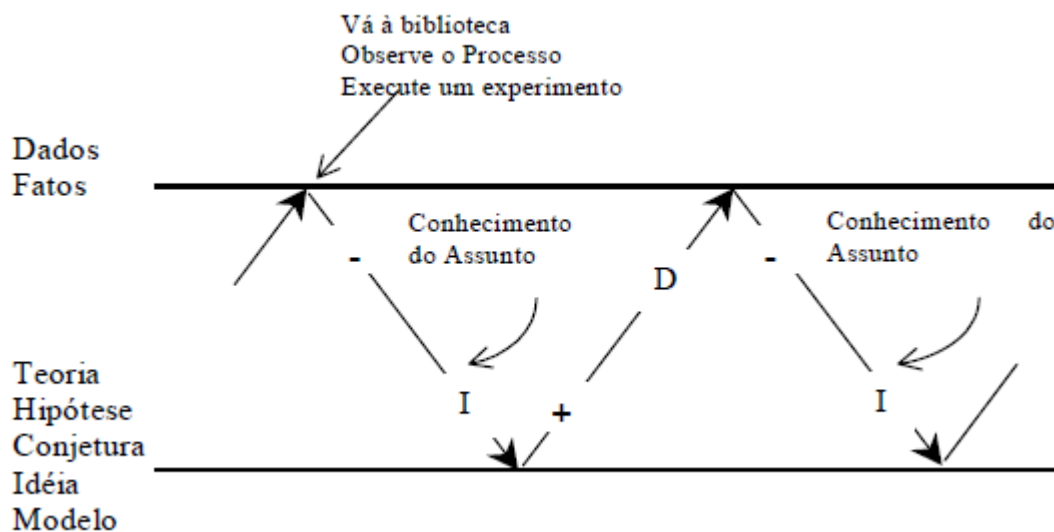 Vá à biblioteca
Observe o Processo
Execute um experimento
Dados
Fatos
Conhecimento
do Assunto
Conhecimento do
Assunto
-
-
D
I
+
I
Teoria
Hipótese
Conjetura
Idéia
Modelo